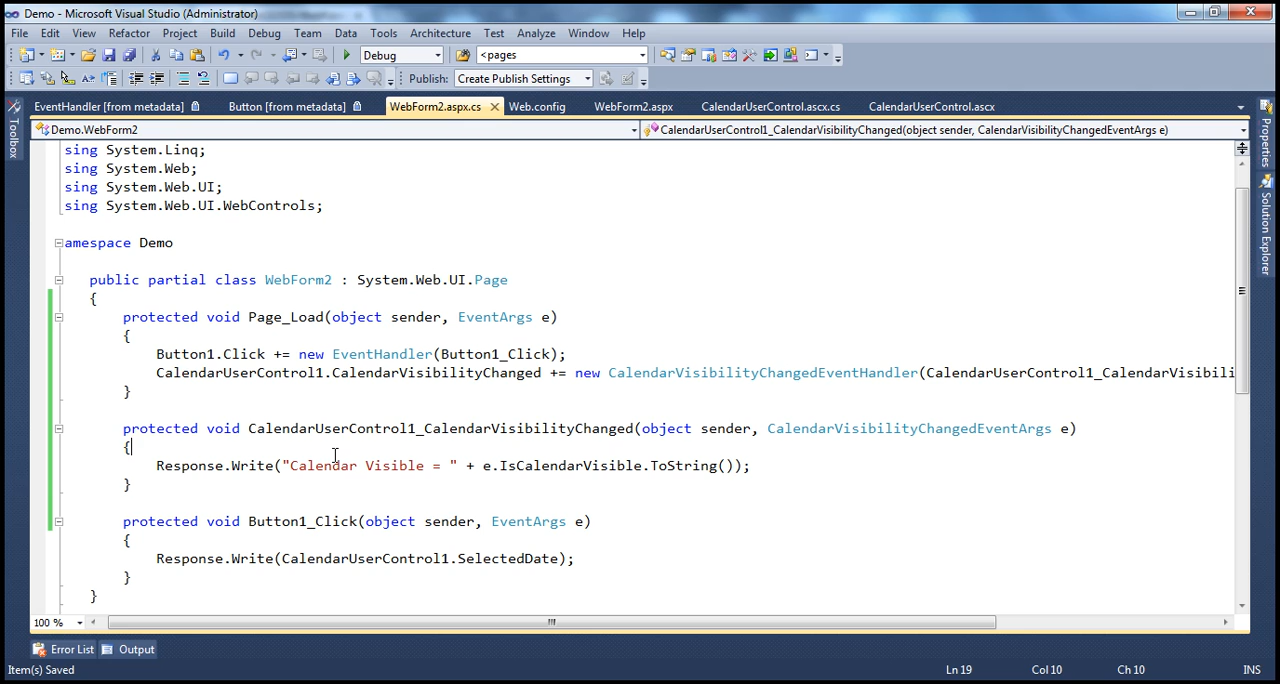 Demo - Microsoft Visual Studio (Administrator)
File Edit View Refactor Project Build Debug Team Data Tools Architecture Test Analyze Window Help
Debug <pages
Publish: Create Publish Settings
EventHandler [from metadata] Button [from metadata] WebForm2.aspx.cs Web.config WebForm2.aspx CalendarUserControl.ascx.cs CalendarUserControl.ascx
Demo.WebForm2 CalendarUserControl1_CalendarVisibilityChanged(object sender, CalendarVisibilityChangedEventArgs e)
Toolbox
Properties
Solution Explorer
sing System.Linq;
sing System.Web;
sing System.Web.UI;
sing System.Web.UI.WebControls;
amespace Demo
public partial class WebForm2 : System.Web.UI.Page
{
protected void Page_Load(object sender, EventArgs e)
{
Button1.Click += new EventHandler(Button1_Click);
CalendarUserControl1.CalendarVisibilityChanged += new CalendarVisibilityChangedEventHandler(CalendarUserControl1_CalendarVisibili
}
protected void CalendarUserControl1_CalendarVisibilityChanged(object sender, CalendarVisibilityChangedEventArgs e)
{
Response.Write("Calendar Visible = " + e.IsCalendarVisible.ToString());
}
protected void Button1_Click(object sender, EventArgs e)
{
Response.Write(CalendarUserControl1.SelectedDate);
}
}
100 %
Error List Output
Item(s) Saved Ln 19 Col 10 Ch 10 INS